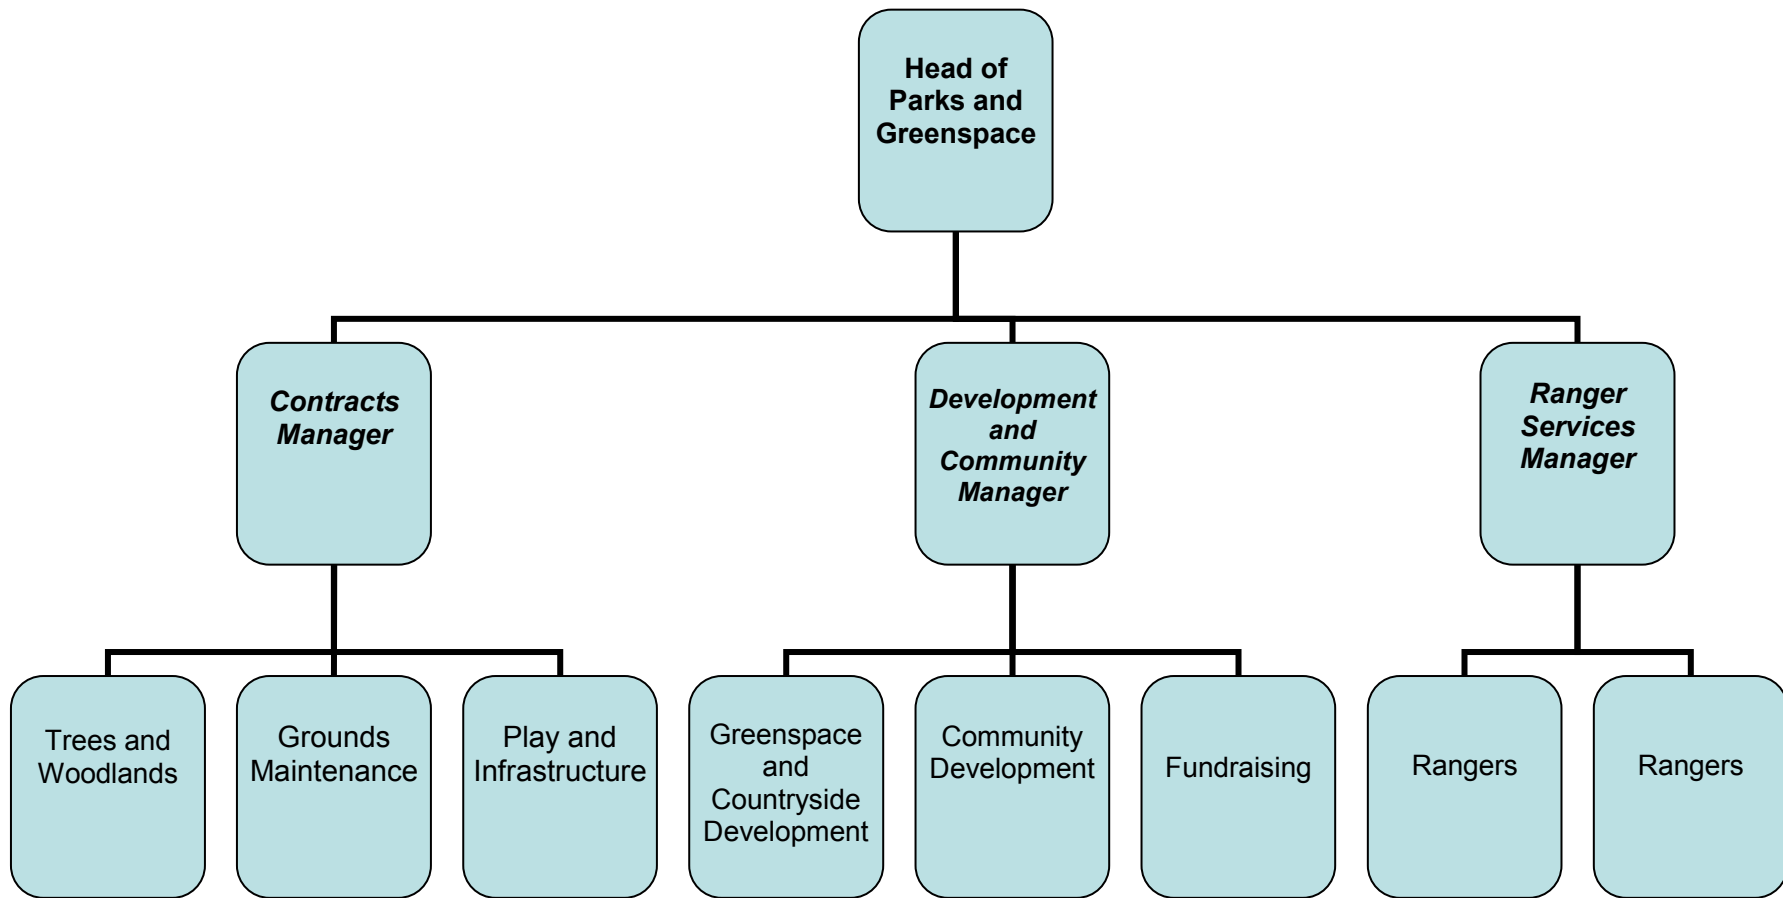 Head of
Parks and
Greenspace
Contracts
Manager
Development
and
Community
Manager
Ranger
Services
Manager
Trees and
Woodlands
Grounds
Maintenance
Play and
Infrastructure
Greenspace
and
Countryside
Development
Community
Development
Fundraising
Rangers
Rangers